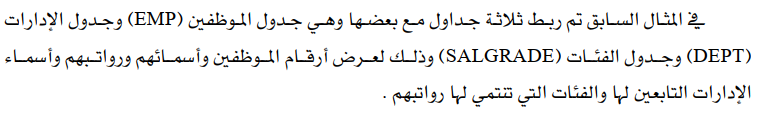 في المثال السابق تم ربط ثلاثة جداول مع بعضها وهي جدول الموظفين (EMP) وجدول الإدارات
(DEPT) وجدول الفئات (SALGRADE) وذلك لعرض أرقام الموظفين وأسمائهم ورواتبهم وأسماء
الإدارات التابعين لها والفئات التي تنتمي لها رواتبهم .